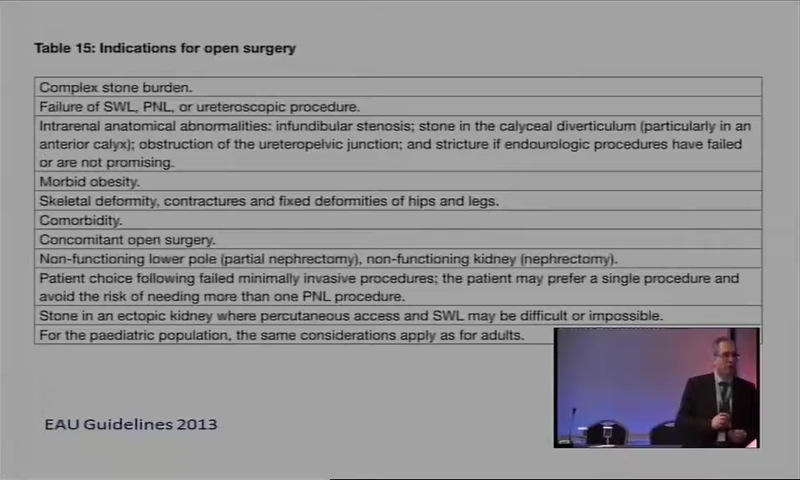 Table 15: Indications for open surgery
Complex stone burden.
Failure of SWL, PNL, or ureteroscopic procedure.
Intrarenal anatomical abnormalities: infundibular stenosis; stone in the calyceal diverticulum (particularly in an
anterior calyx); obstruction of the ureteropelvic junction; and stricture if endourologic procedures have failed
or are not promising.
Morbid obesity.
Skeletal deformity, contractures and fixed deformities of hips and legs.
Comorbidity.
Concomitant open surgery.
Non-functioning lower pole (partial nephrectomy), non-functioning kidney (nephrectomy).
Patient choice following failed minimally invasive procedures; the patient may prefer a single procedure and
avoid the risk of needing more than one PNL procedure.
Stone in an ectopic kidney where percutaneous access and SWL may be difficult or impossible.
For the paediatric population, the same considerations apply as for adults.
EAU Guidelines 2013